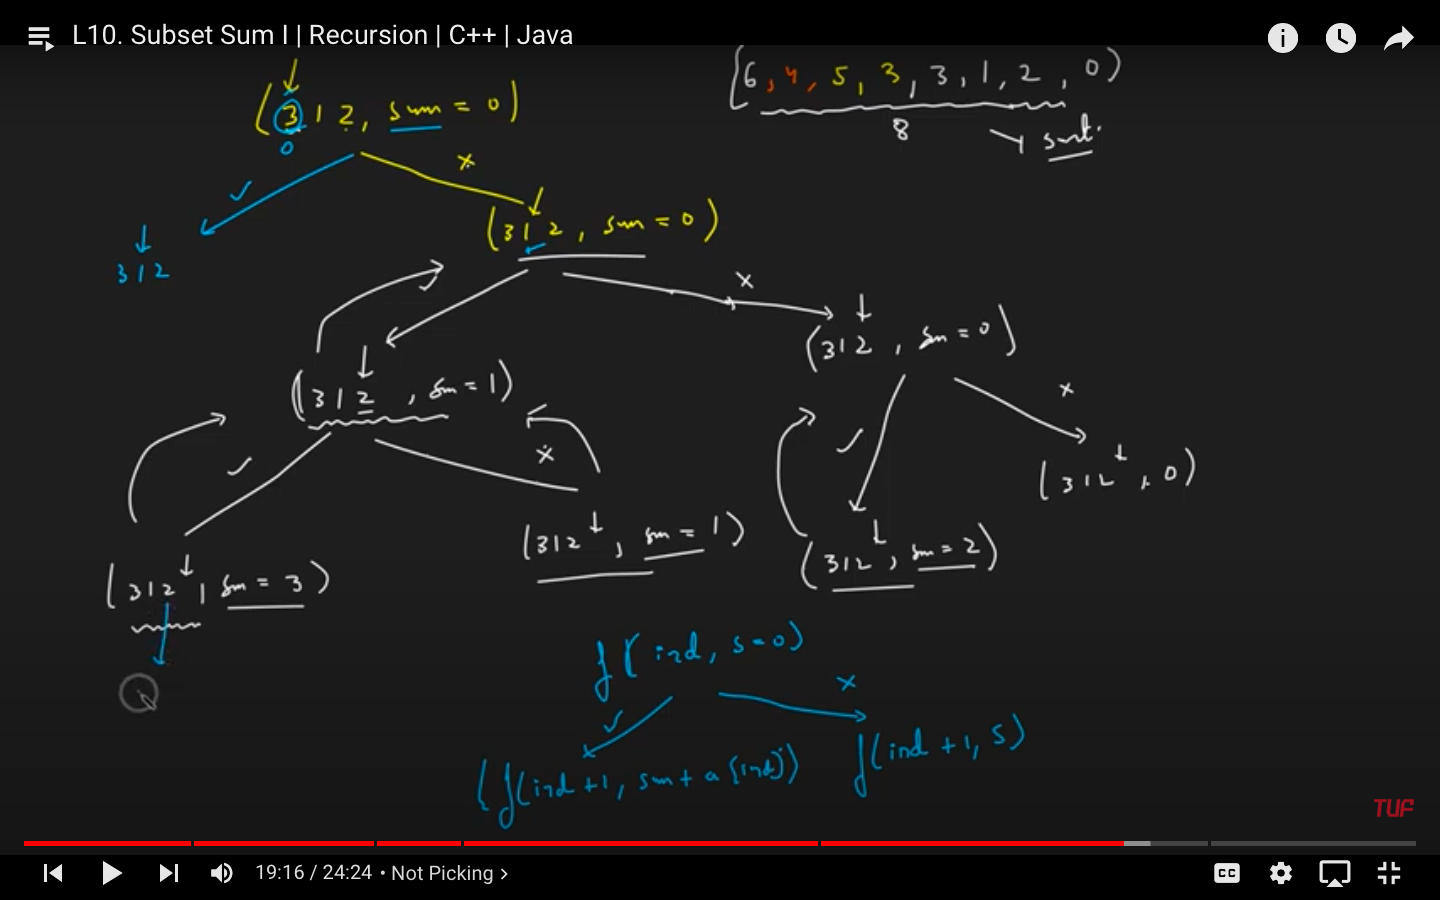 L10. Subset Sum I | Recursion | C++ | Java
(3 1 2, sum = 0)
0
[6, 4, 5, 3, 3, 1, 2, 0)
8
→ sort.
✓
x
3 1 2
(3 1 2, sum = 0)
✓
x
(3 1 2, sum = 1)
(3 1 2, sum = 0)
✓
x
✓
x
(3 1 2, sum = 3)
(3 1 2, sum = 1)
(3 1 2, sum = 2)
(3 1 2, 0)
f(ind, s=0)
✓
x
(f(ind+1, sum + a[ind]))
f(ind+1, s)
TUF
19:16 / 24:24 • Not Picking >
CC